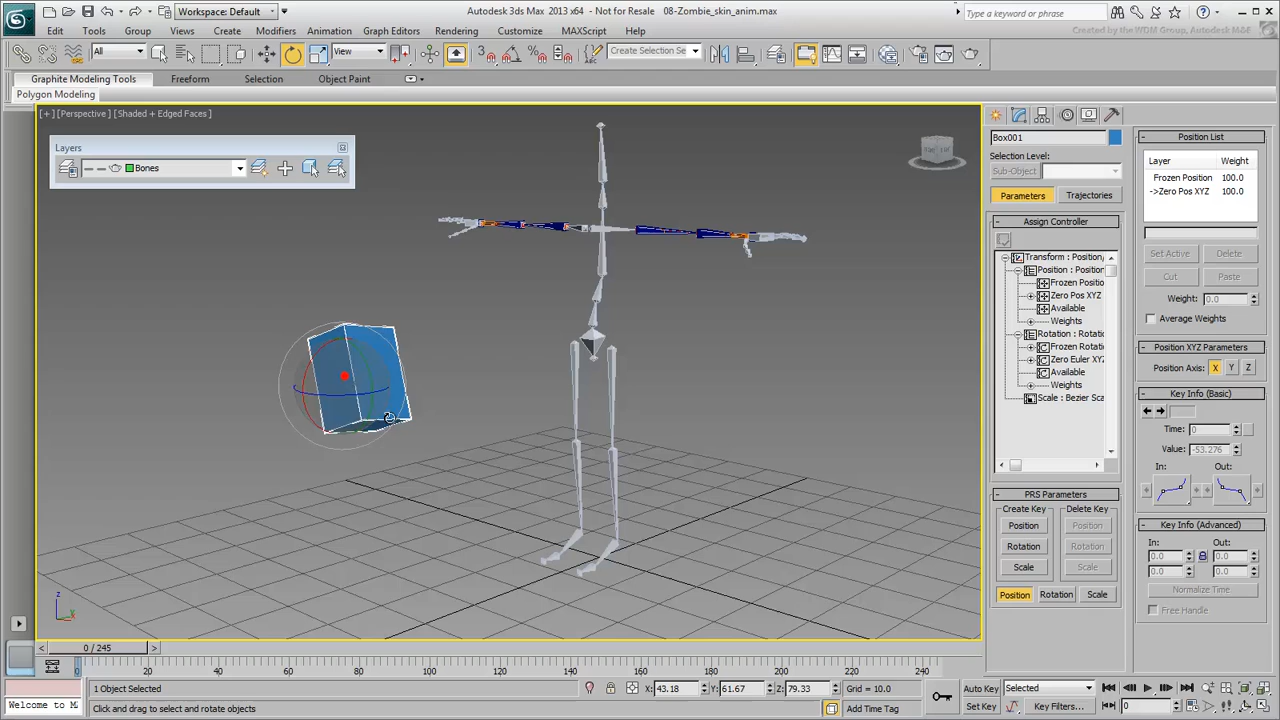 Workspace: Default
Autodesk 3ds Max 2013 x64 - Not for Resale 08-Zombie_skin_anim.max
Type a keyword or phrase
Created by the WDM Group, Autodesk M&E
Edit Tools Group Views Create Modifiers Animation Graph Editors Rendering Customize MAXScript Help
All View 3 Create Selection Se
Graphite Modeling Tools Freeform Selection Object Paint
Polygon Modeling
[+] [Perspective] [Shaded + Edged Faces]
Layers
Bones
Box001
Selection Level:
Sub-Object
Parameters Trajectories
Assign Controller
Transform : Position/
Position : Position
Frozen Positio
Zero Pos XYZ
Available
Weights
Rotation : Rotatio
Frozen Rotati
Zero Euler XYZ
Available
Weights
Scale : Bezier Sca
PRS Parameters
Create Key Delete Key
Position Position
Rotation Rotation
Scale Scale
Position Rotation Scale
Position List
Layer Weight
Frozen Position 100.0
->Zero Pos XYZ 100.0
Set Active Delete
Cut Paste
Weight: 0.0
Average Weights
Position XYZ Parameters
Position Axis: X Y Z
Key Info (Basic)
Time: 0
Value: -53.276
In: Out:
Key Info (Advanced)
In: Out:
0.0 0.0
0.0 0.0
Normalize Time
Free Handle
z
0 / 245
0 20 40 60 80 100 120 140 160 180 200 220 240
1 Object Selected X: 43.18 Y: 61.67 Z: 79.33 Grid = 10.0 Auto Key Selected
Welcome to M Click and drag to select and rotate objects Add Time Tag Set Key Key Filters... 0